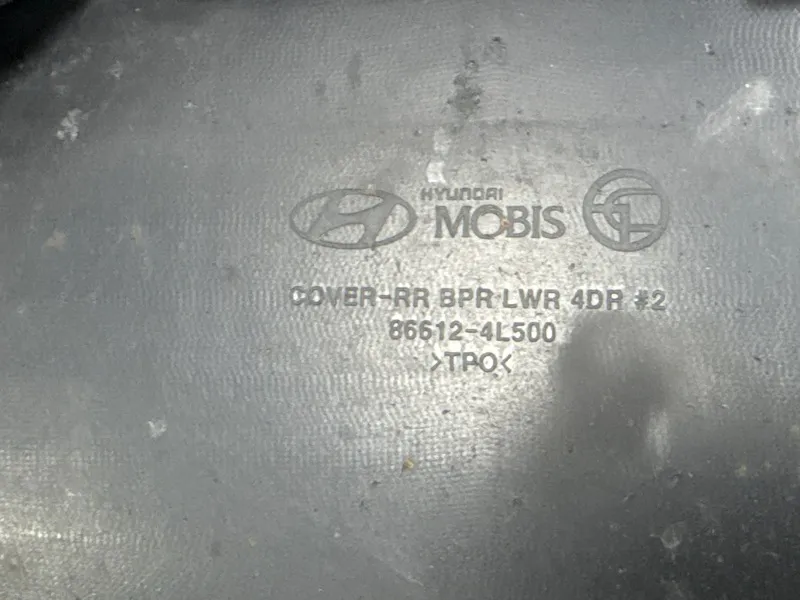 HYUNDAI
MOBIS
COVER-RR BPR LWR 4DR #2
86612-4L500
>TPO<